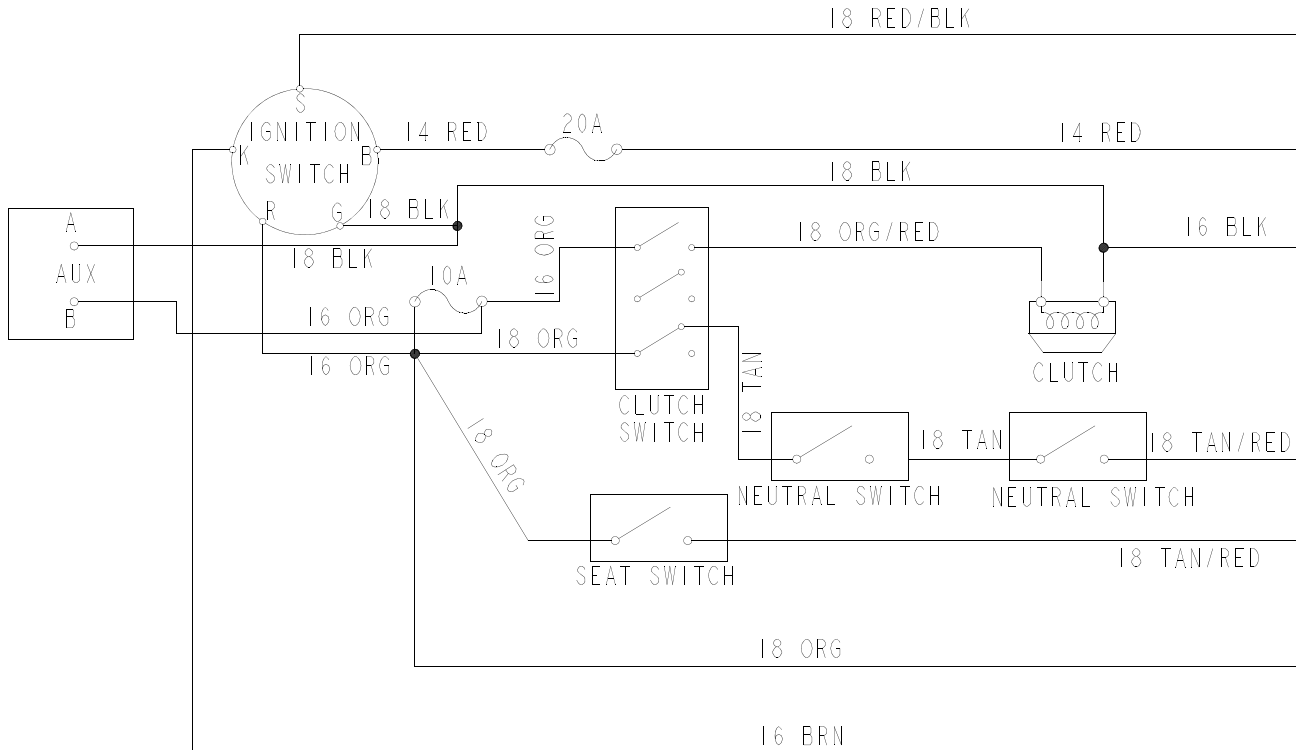 18 RED/BLK
S
IGNITION
SWITCH
K
B
R
G
14 RED
20A
14 RED
18 BLK
18 BLK
18 BLK
A
AUX
B
10A
16 ORG
16 ORG
16 ORG
18 ORG
18 ORG/RED
16 BLK
CLUTCH
CLUTCH
SWITCH
18 TAN
18 TAN
18 TAN/RED
NEUTRAL SWITCH
NEUTRAL SWITCH
18 ORG
SEAT SWITCH
18 TAN/RED
18 ORG
16 BRN